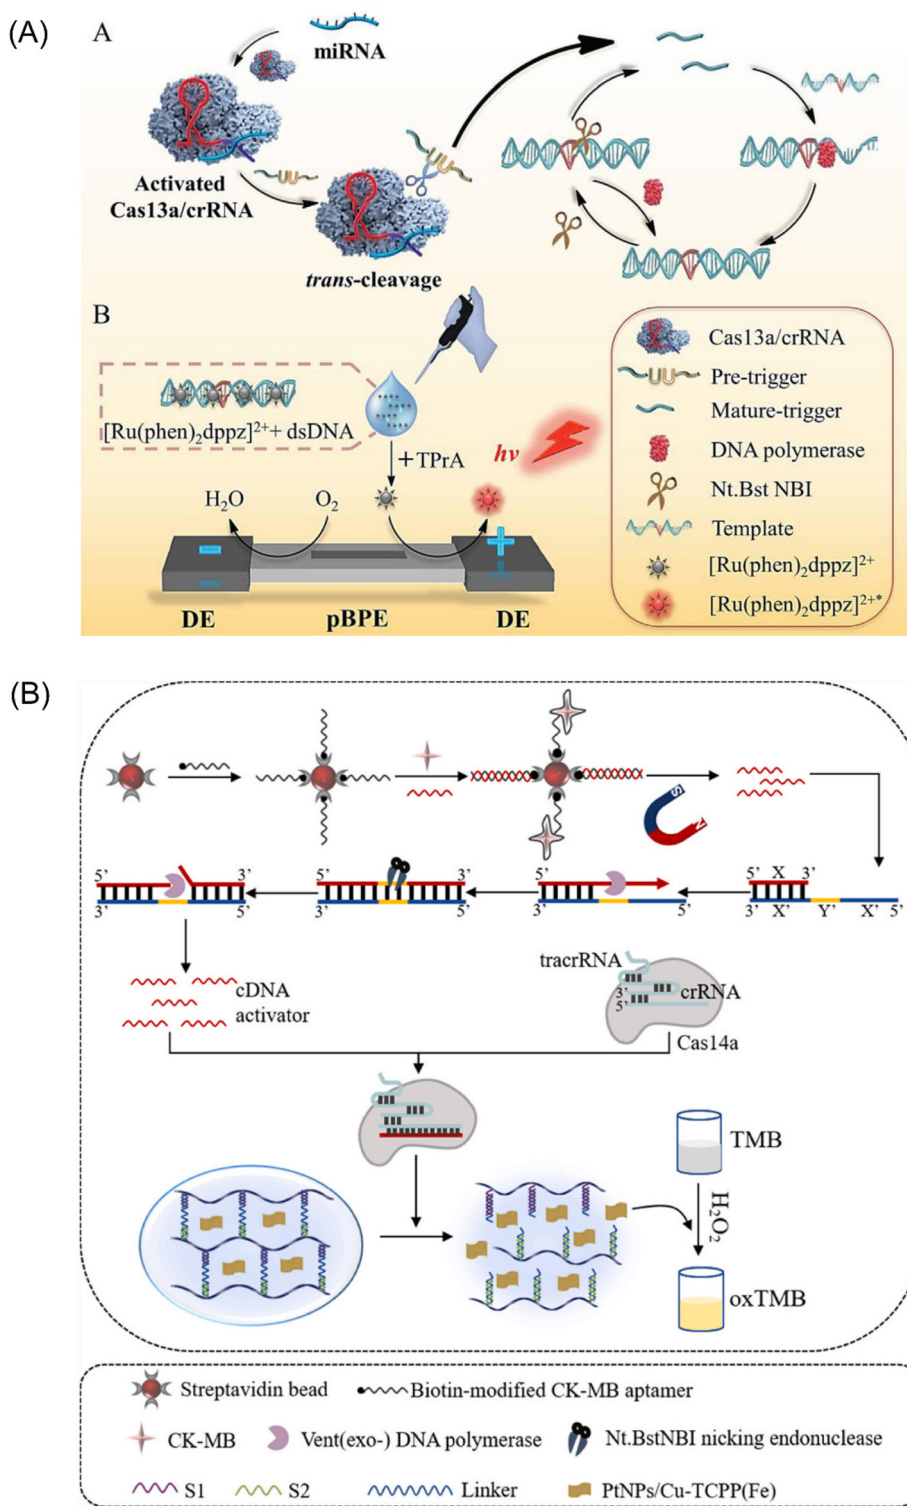 (A)
A
miRNA
Activated
Cas13a/crRNA
trans-cleavage
B
[Ru(phen)₂dppz]²⁺+ dsDNA
+TPrA
hv
H₂O
O₂
DE
pBPE
DE
Cas13a/crRNA
Pre-trigger
Mature-trigger
DNA polymerase
Nt.Bst NBI
Template
[Ru(phen)₂dppz]²⁺
[Ru(phen)₂dppz]²⁺*
(B)
S
N
5' 3'
3' 5'
5' 3'
3' 5'
5'
3' 5'
5' X 3'
3' X' Y' X' 5'
cDNA
activator
tracrRNA
crRNA
3'
5'
Cas14a
TMB
H₂O₂
oxTMB
Streptavidin bead
Biotin-modified CK-MB aptamer
CK-MB
Vent(exo-) DNA polymerase
Nt.BstNBI nicking endonuclease
S1
S2
Linker
PtNPs/Cu-TCPP(Fe)